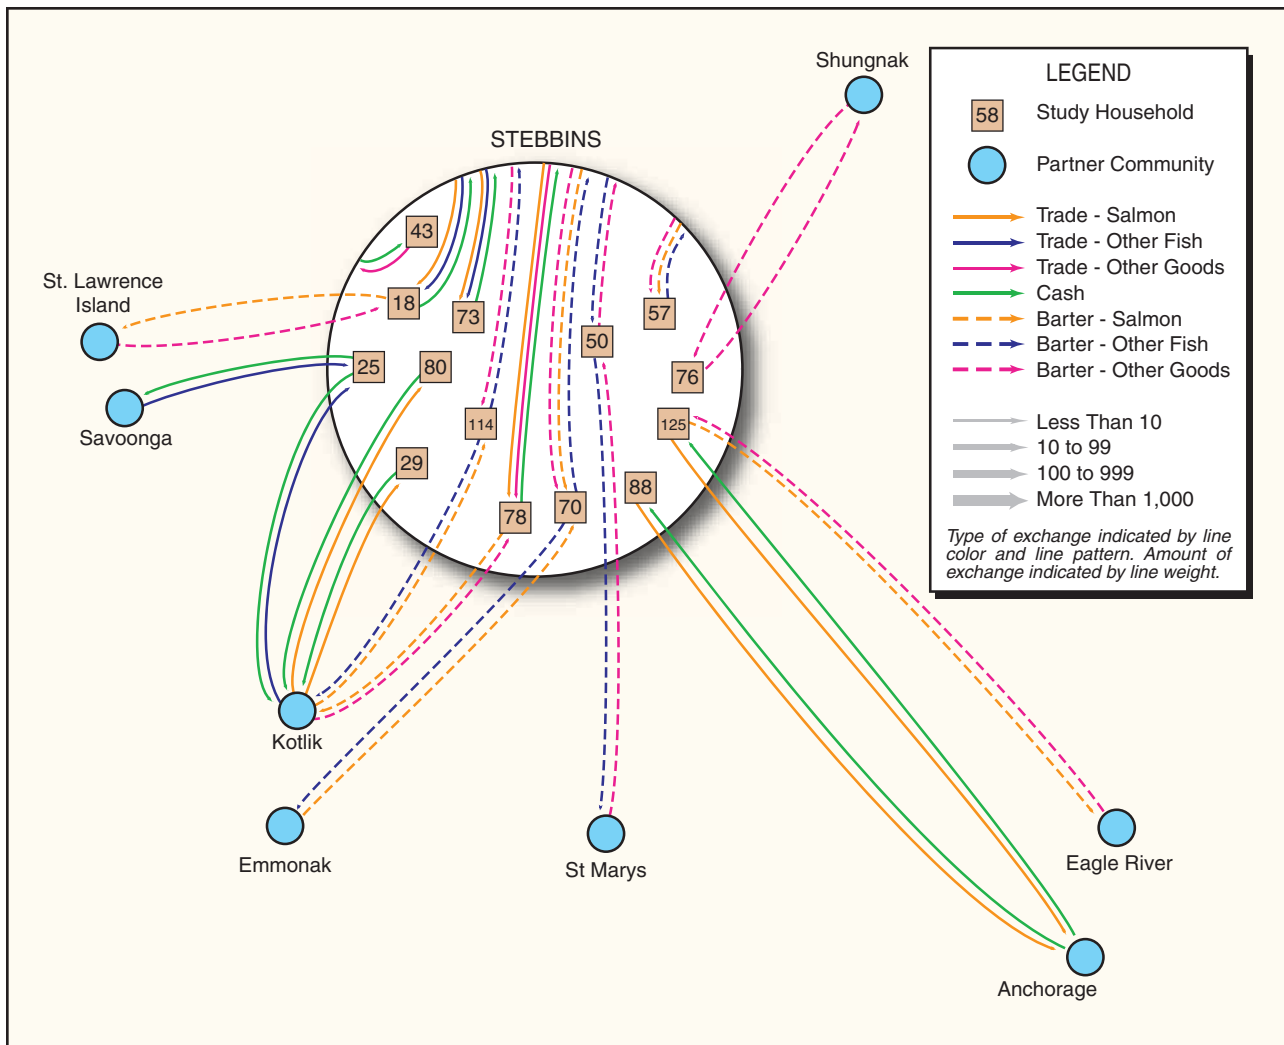 Shungnak
STEBBINS
43
St. Lawrence
Island
18
73
57
50
25
80
76
Savoonga
114
125
29
88
78
70
Kotlik
Emmonak
St Marys
Eagle River
Anchorage
LEGEND
58 Study Household
Partner Community
Trade - Salmon
Trade - Other Fish
Trade - Other Goods
Cash
Barter - Salmon
Barter - Other Fish
Barter - Other Goods
Less Than 10
10 to 99
100 to 999
More Than 1,000
Type of exchange indicated by line
color and line pattern. Amount of
exchange indicated by line weight.